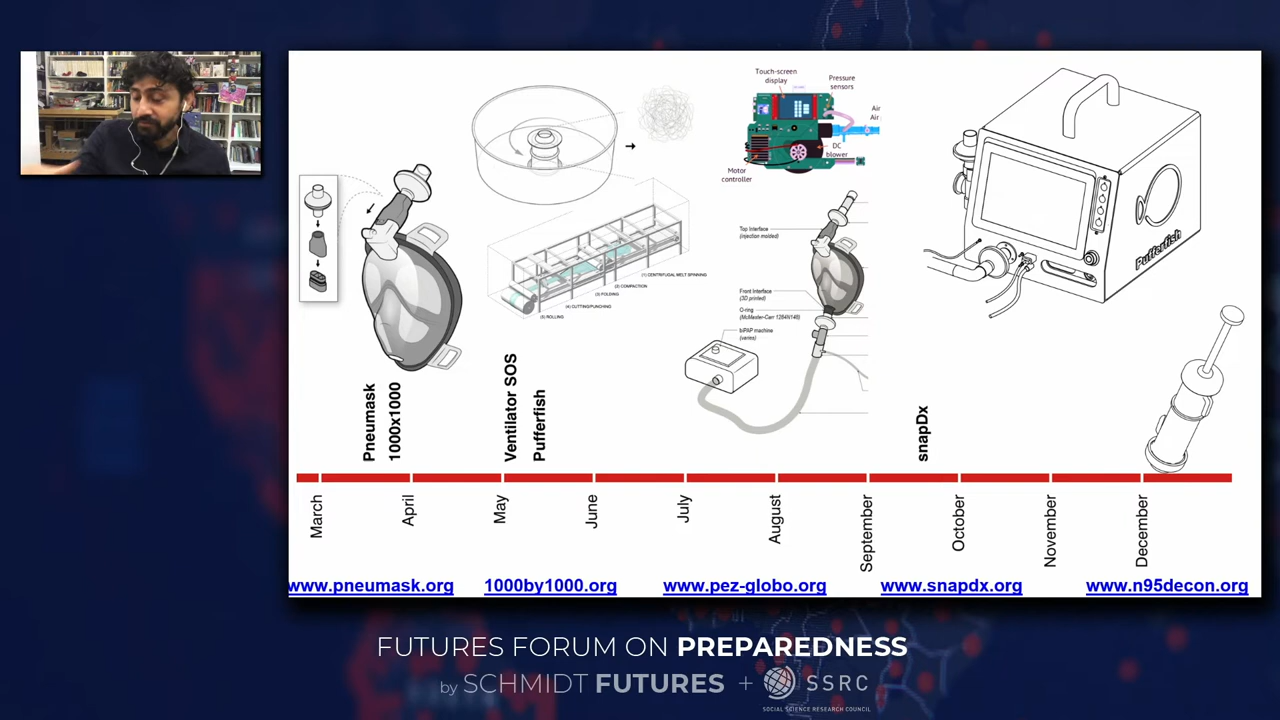 Touch-screen
display
Pressure
sensors
Air
Air
DC
blower
Motor
controller
(1) CENTRIFUGAL MELT SPINNING
(2) COMPACTION
(3) FOLDING
(4) CUTTING/PUNCHING
(5) ROLLING
Top Interface
(injection molded)
Front Interface
(3D printed)
O-ring
(McMaster-Carr 1284N148)
biPAP machine
(varies)
Pufferfish
Pneumask
1000x1000
Ventilator SOS
Pufferfish
snapDx
March
April
May
June
July
August
September
October
November
December
www.pneumask.org
1000by1000.org
www.pez-globo.org
www.snapdx.org
www.n95decon.org
FUTURES FORUM ON PREPAREDNESS
by SCHMIDT FUTURES + SSRC
SOCIAL SCIENCE RESEARCH COUNCIL